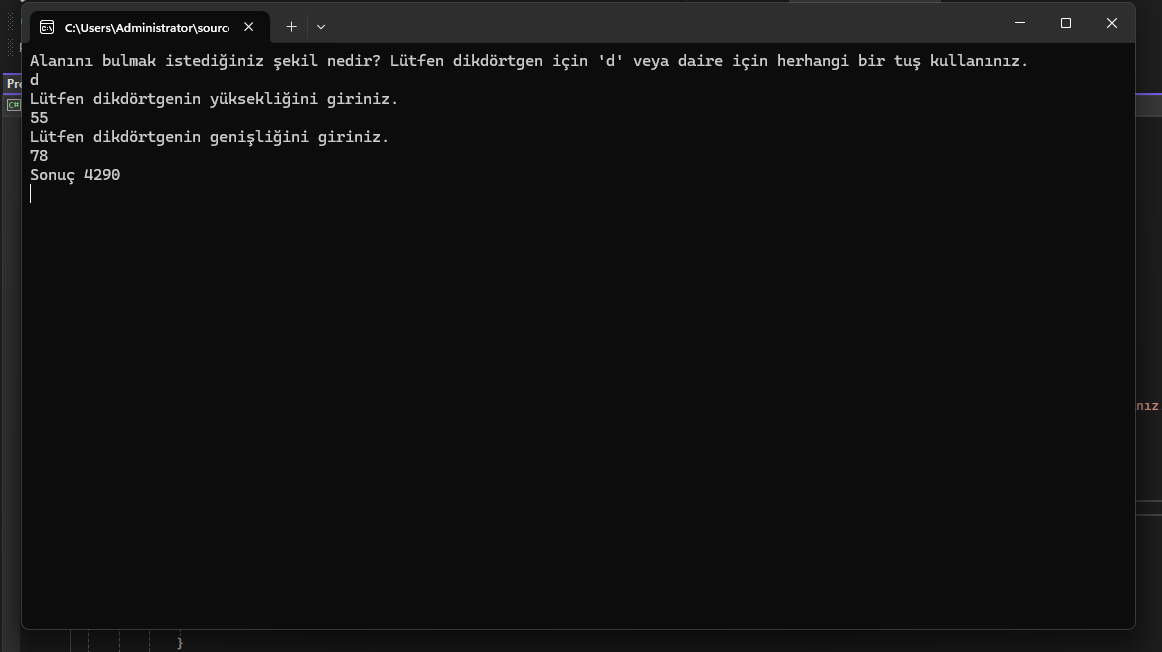 C:\Users\Administrator\sourc
Alanını bulmak istediğiniz şekil nedir? Lütfen dikdörtgen için 'd' veya daire için herhangi bir tuş kullanınız.
d
Lütfen dikdörtgenin yüksekliğini giriniz.
55
Lütfen dikdörtgenin genişliğini giriniz.
78
Sonuç 4290
Pro
C#
nız
}